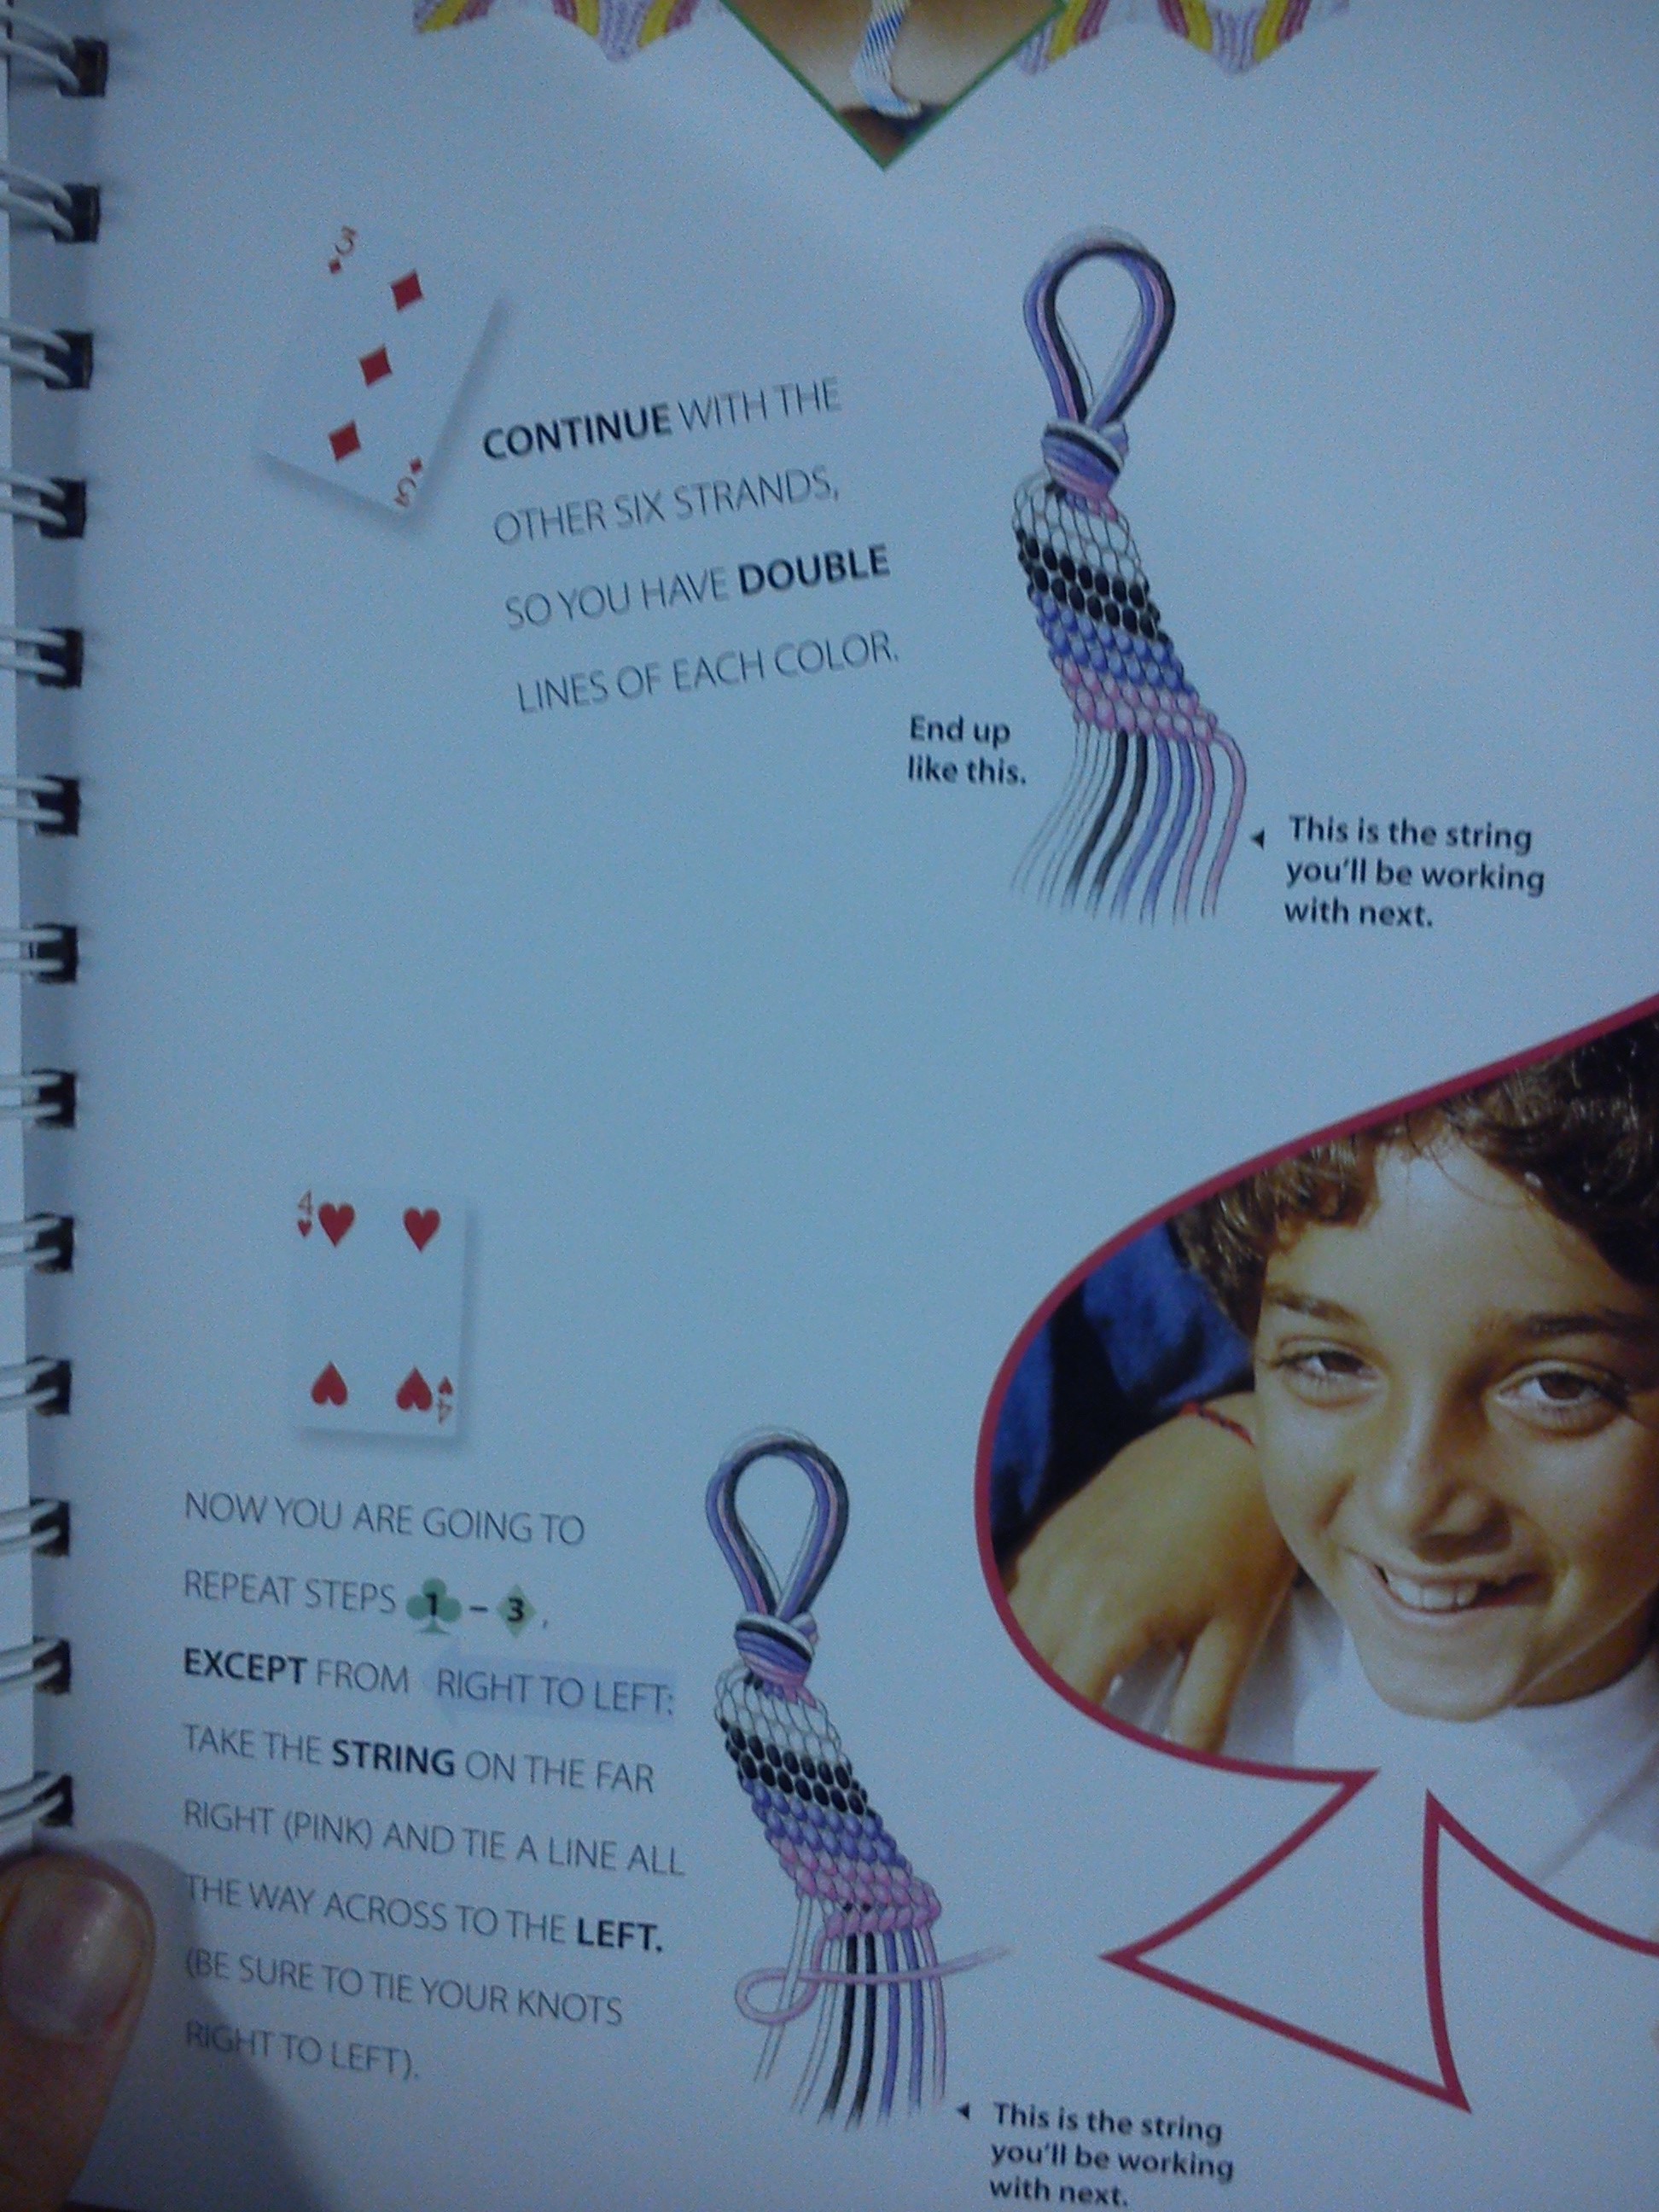 3
3
CONTINUE WITH THE
OTHER SIX STRANDS,
SO YOU HAVE DOUBLE
LINES OF EACH COLOR.
End up
like this.
This is the string
you'll be working
with next.
4
4
NOW YOU ARE GOING TO
REPEAT STEPS 1 – 3,
EXCEPT FROM RIGHT TO LEFT:
TAKE THE STRING ON THE FAR
RIGHT (PINK) AND TIE A LINE ALL
THE WAY ACROSS TO THE LEFT.
(BE SURE TO TIE YOUR KNOTS
RIGHT TO LEFT).
This is the string
you'll be working
with next.